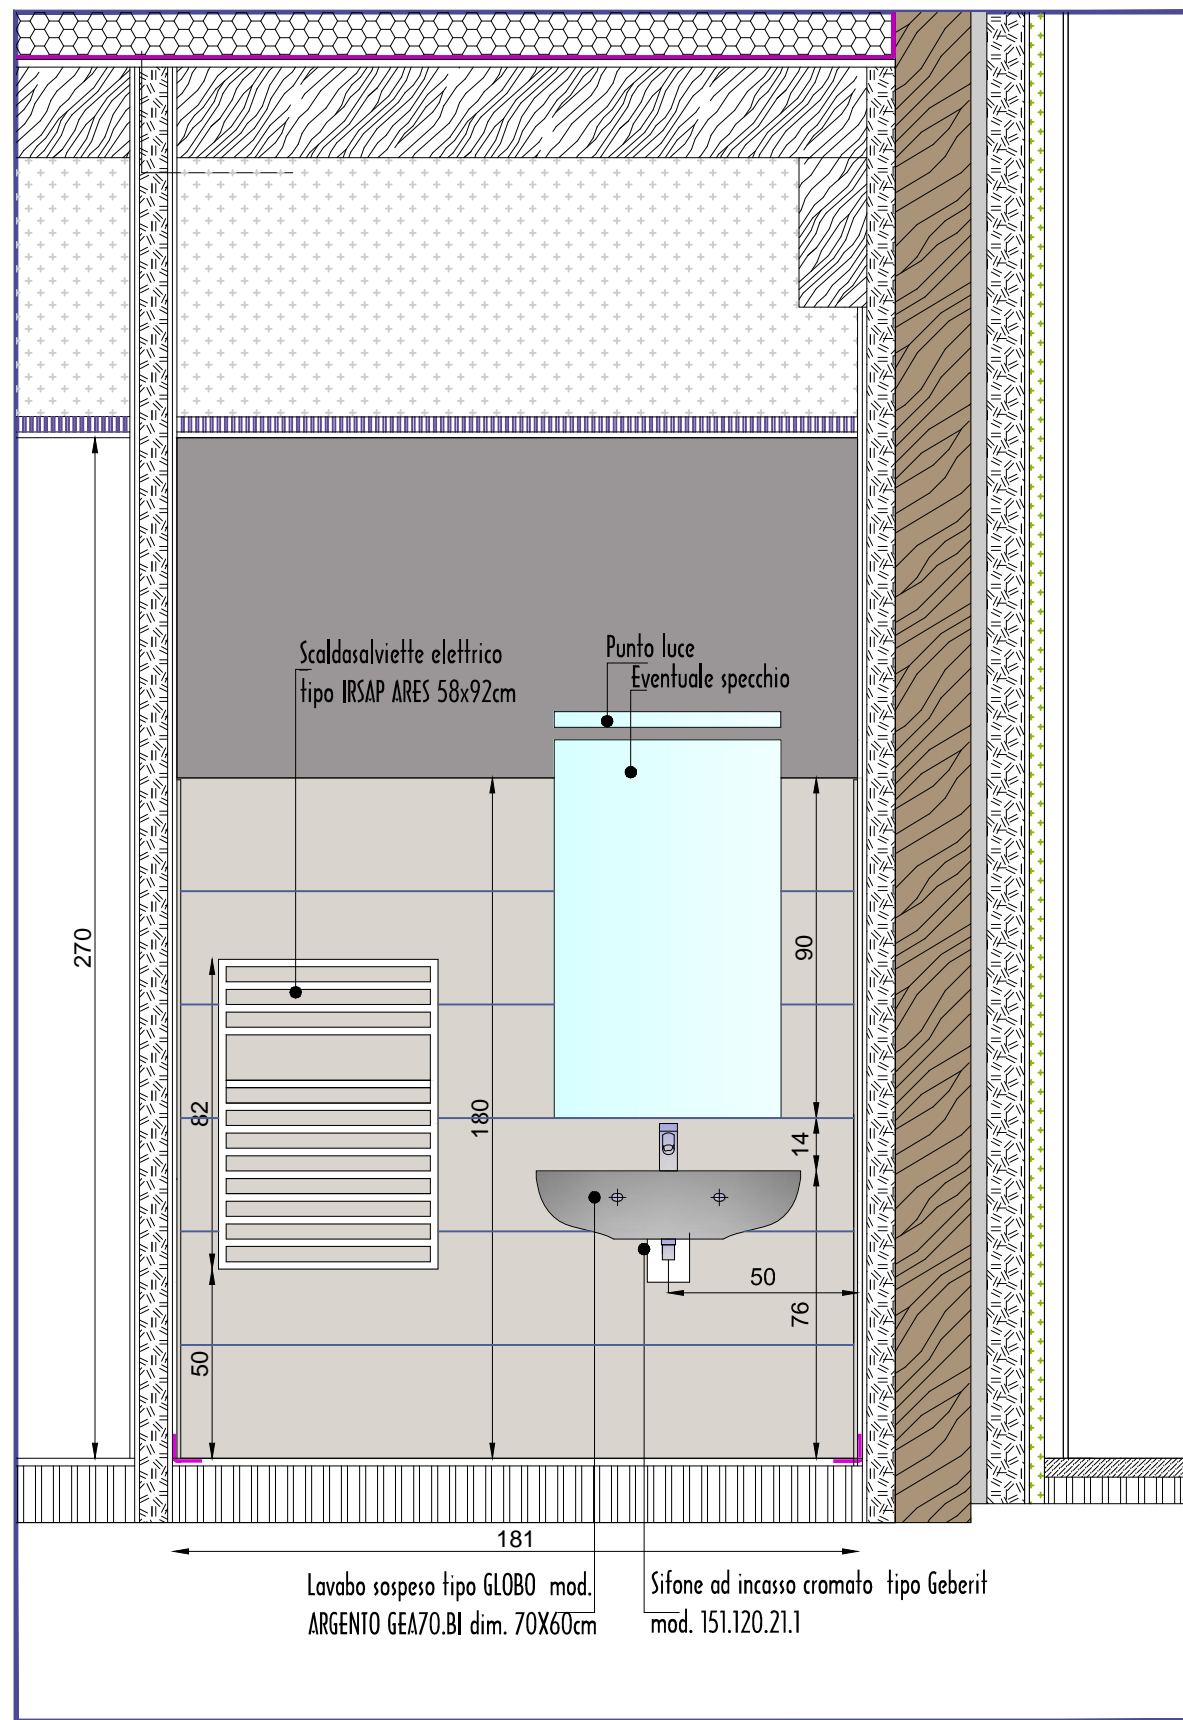 Scaldasalviette elettrico
tipo IRSAP ARES 58x92cm
Punto luce
Eventuale specchio
270
82
50
180
90
14
76
50
181
Lavabo sospeso tipo GLOBO mod.
ARGENTO GEA70.BI dim. 70X60cm
Sifone ad incasso cromato tipo Geberit
mod. 151.120.21.1